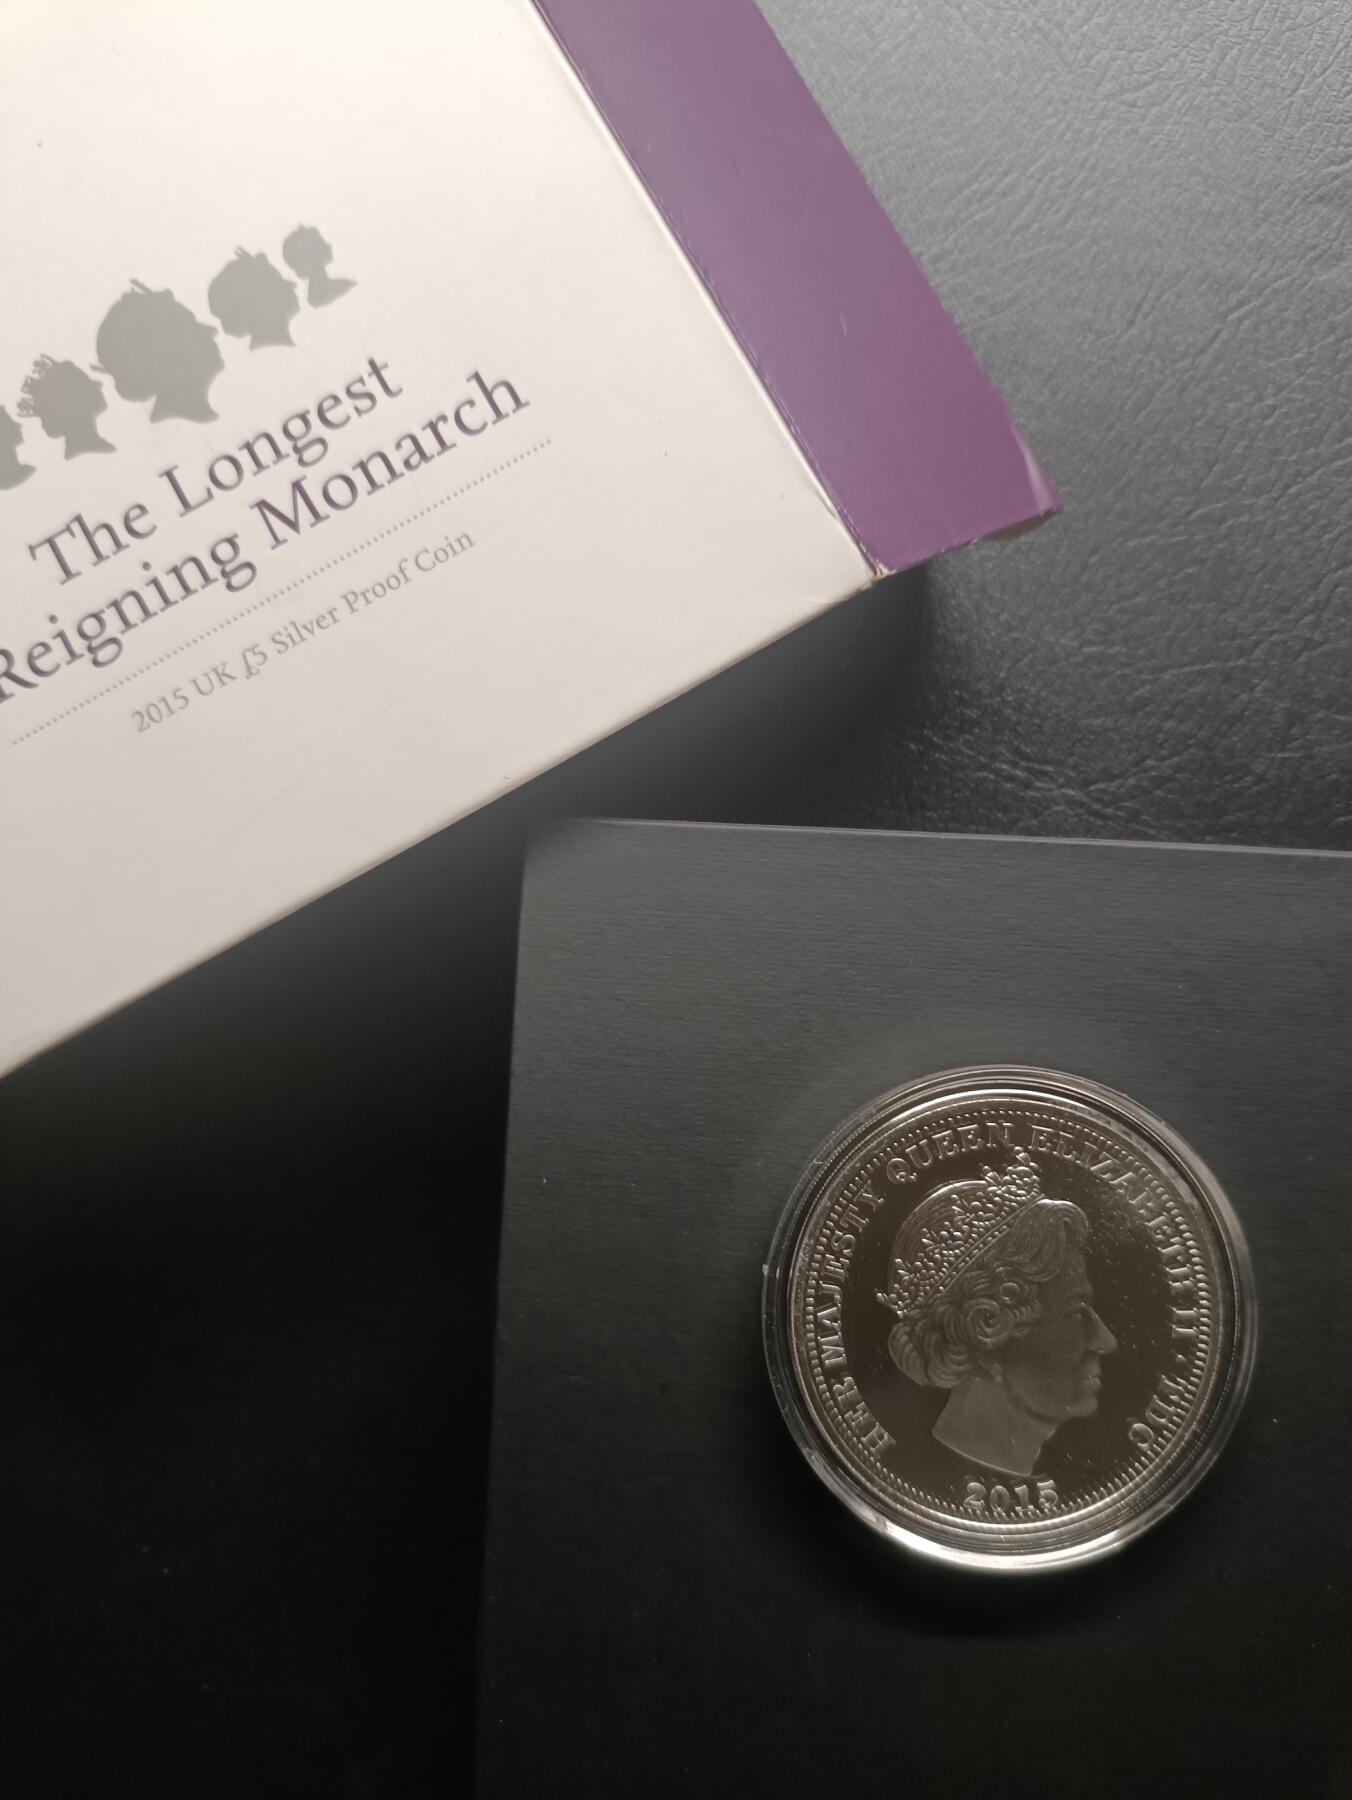 The Longest
Reigning Monarch
2015 UK £5 Silver Proof Coin
HER MAJESTY QUEEN ELIZABETH II · TDC
2015